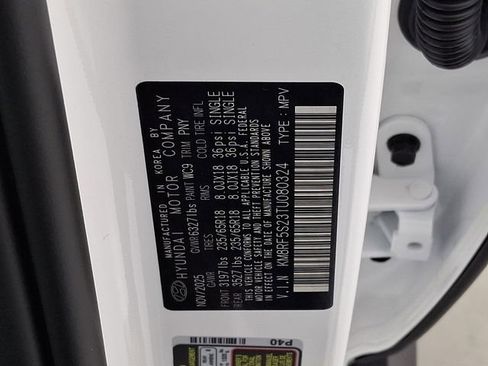 MADE IN KOREA BY
HYUNDAI MOTOR COMPANY
NOV/2025 GVWR 6327lbs PAINT WC9 TRIM PNY
GAWR TIRES RIMS COLD TIRE INFL
FRONT 3197lbs 235/65R18 8.0JX18 36psi SINGLE
REAR 3527lbs 235/65R18 8.0JX18 36psi SINGLE
THIS VEHICLE CONFORMS TO ALL APPLICABLE U.S.A. FEDERAL
MOTOR VEHICLE SAFETY AND THEFT PREVENTION STANDARDS
IN EFFECT ON THE DATE OF MANUFACTURE SHOWN ABOVE
V.I.N KM8RF5S23TU080324 TYPE : MPV
P40